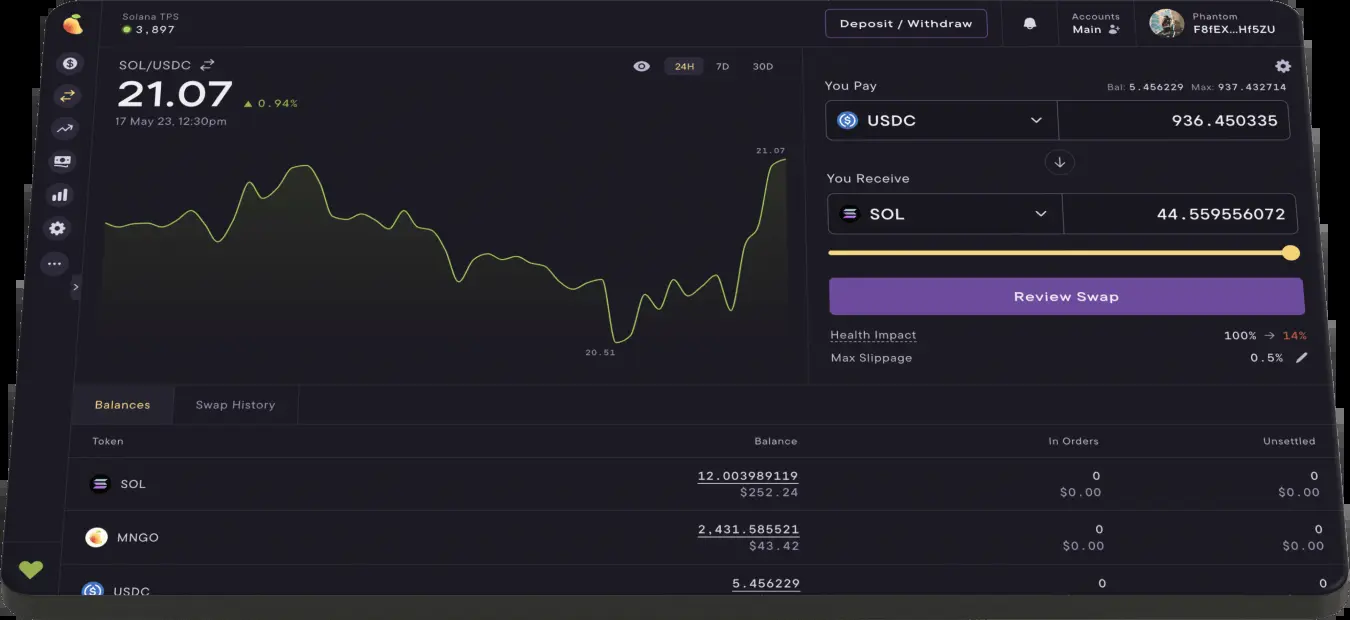 Solana TPS
3,897
Deposit / Withdraw
Accounts
Main
Phantom
F8fEX...Hf5ZU
SOL/USDC
24H 7D 30D
21.07
0.94%
17 May 23, 12:30pm
21.07
20.51
You Pay
Bal: 5.456229 Max: 937.432714
USDC
936.450335
You Receive
SOL
44.559556072
Review Swap
Health Impact
100% → 14%
Max Slippage
0.5%
Balances Swap History
Token Balance In Orders Unsettled
SOL 12.003989119 0 0
$252.24 $0.00 $0.00
MNGO 2,431.585521 0 0
$43.42 $0.00 $0.00
USDC 5.456229 0 0